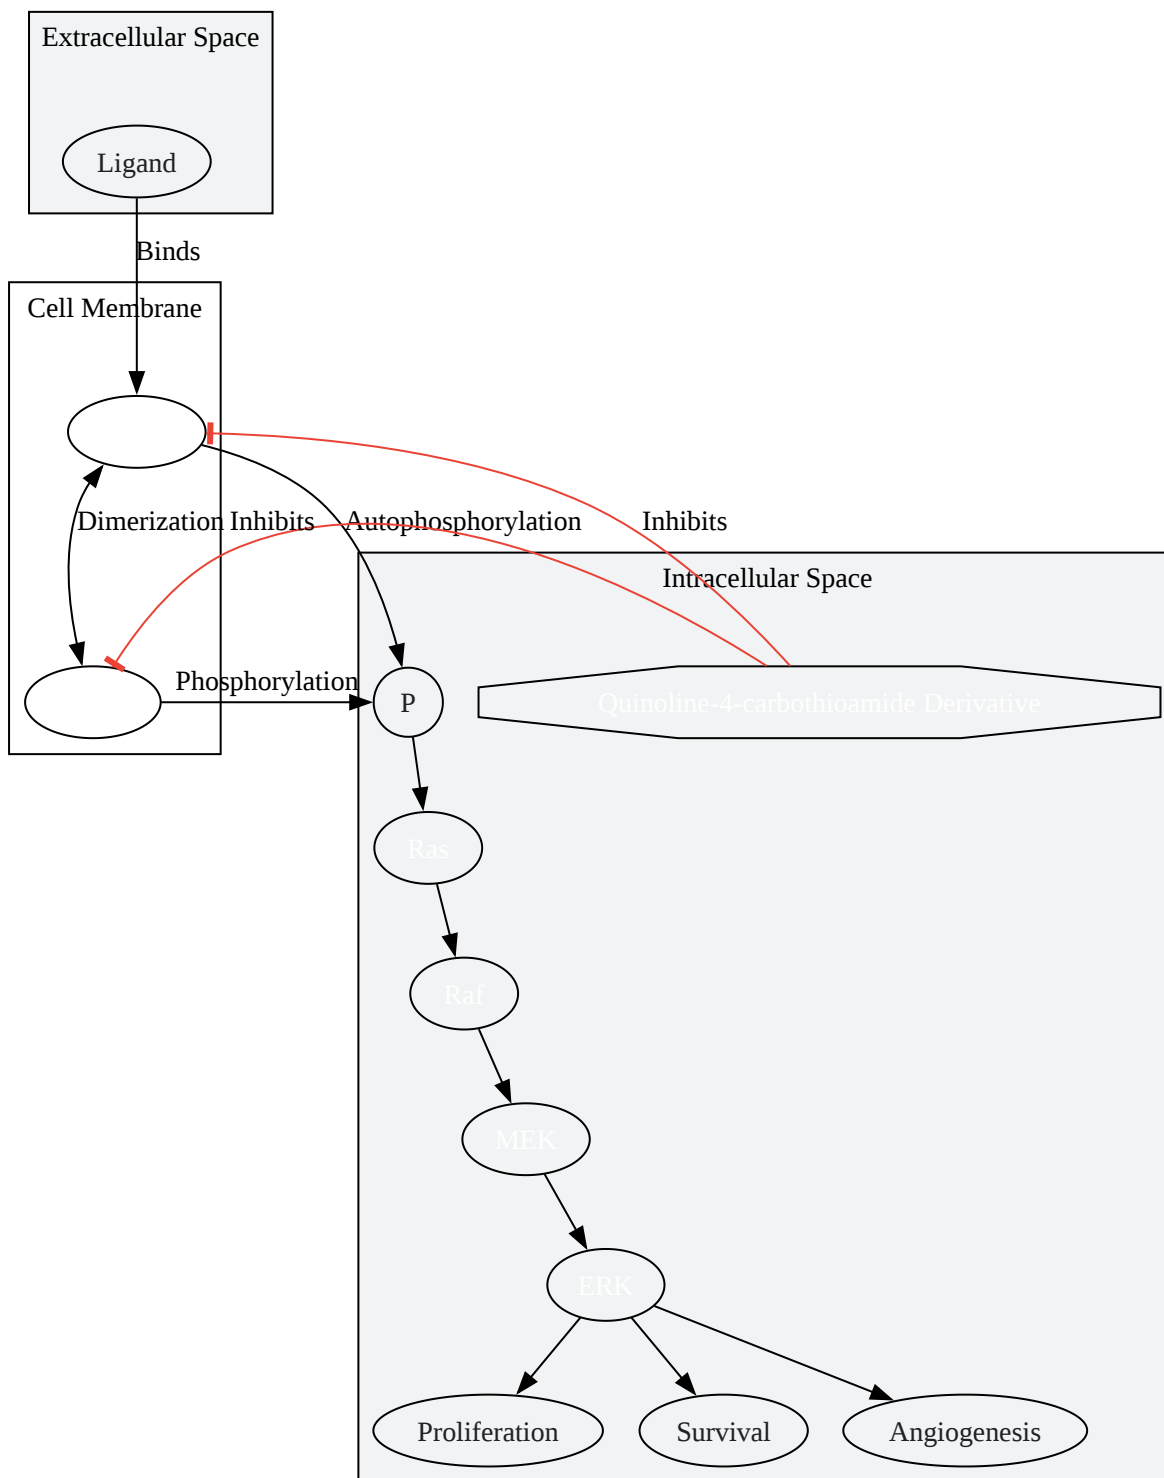 Extracellular Space
Ligand
Binds
Cell Membrane
Dimerization
Inhibits
Autophosphorylation
Inhibits
Intracellular Space
Phosphorylation
P
Quinoline-4-carbothioamide Derivative
Ras
Raf
MEK
ERK
Proliferation
Survival
Angiogenesis